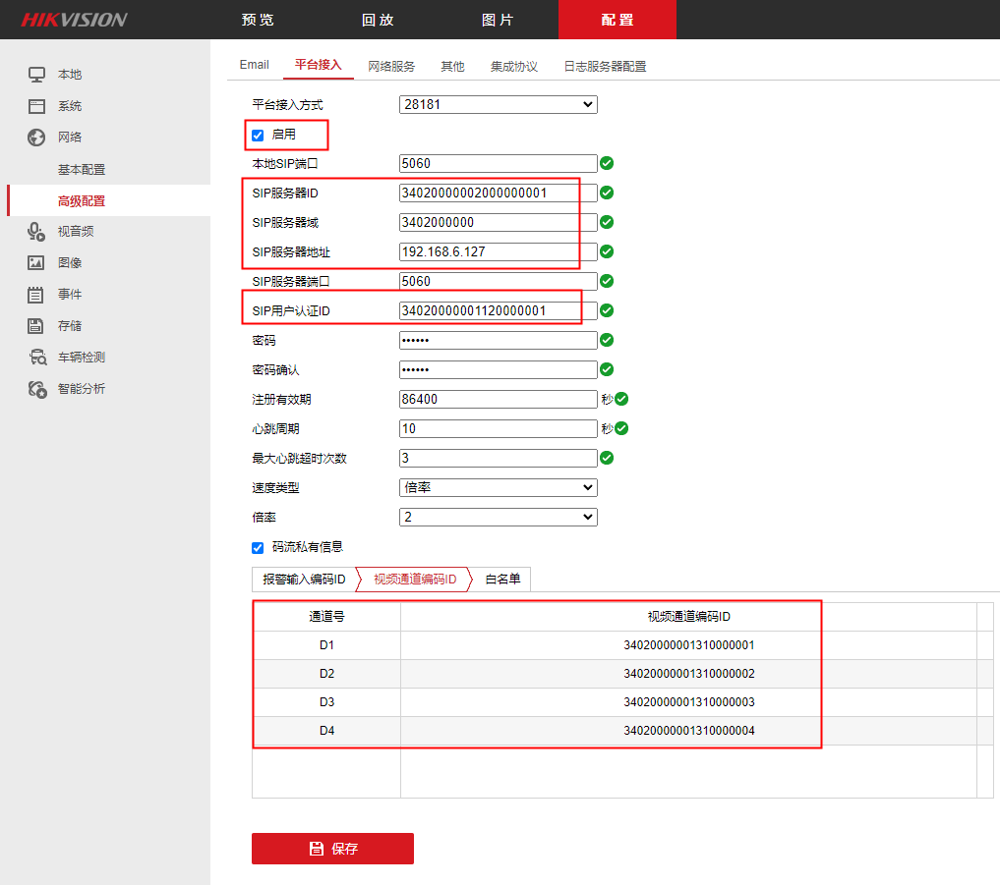 HIKVISION 预览 回放 图片 配置
本地
系统
网络
基本配置
高级配置
视音频
图像
事件
存储
车辆检测
智能分析
Email 平台接入 网络服务 其他 集成协议 日志服务器配置
平台接入方式 28181
启用
本地SIP端口 5060
SIP服务器ID 34020000002000000001
SIP服务器域 3402000000
SIP服务器地址 192.168.6.127
SIP服务器端口 5060
SIP用户认证ID 34020000001120000001
密码 ••••••
密码确认 ••••••
注册有效期 86400 秒
心跳周期 10 秒
最大心跳超时次数 3
速度类型 倍率
倍率 2
码流私有信息
报警输入编码ID 视频通道编码ID 白名单
通道号 视频通道编码ID
D1 34020000001310000001
D2 34020000001310000002
D3 34020000001310000003
D4 34020000001310000004
保存